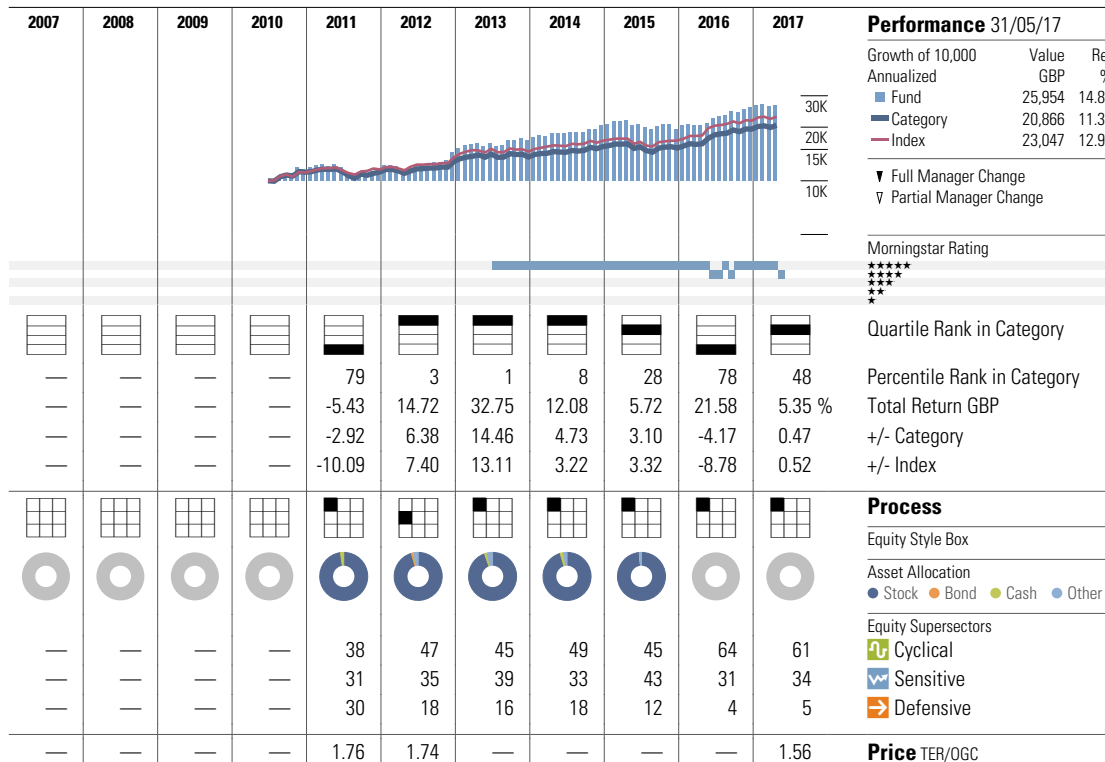 2007 2008 2009 2010 2011 2012 2013 2014 2015 2016 2017 Performance 31/05/17
Growth of 10,000 Value Re
Annualized GBP %
Fund 25,954 14.8
Category 20,866 11.3
Index 23,047 12.9
30K
20K
15K
10K
Full Manager Change
Partial Manager Change
Morningstar Rating
★★★★★
★★★★
★★★
★★
★
Quartile Rank in Category
— — — — — 79 3 1 8 28 78 48 Percentile Rank in Category
— — — — — -5.43 14.72 32.75 12.08 5.72 21.58 5.35 % Total Return GBP
— — — — — -2.92 6.38 14.46 4.73 3.10 -4.17 0.47 +/- Category
— — — — — -10.09 7.40 13.11 3.22 3.32 -8.78 0.52 +/- Index
Process
Equity Style Box
Asset Allocation
Stock Bond Cash Other
Equity Supersectors
— — — — 38 47 45 49 45 64 61 Cyclical
— — — — 31 35 39 33 43 31 34 Sensitive
— — — — 30 18 16 18 12 4 5 Defensive
— — — — 1.76 1.74 — — — — 1.56 Price TER/OGC